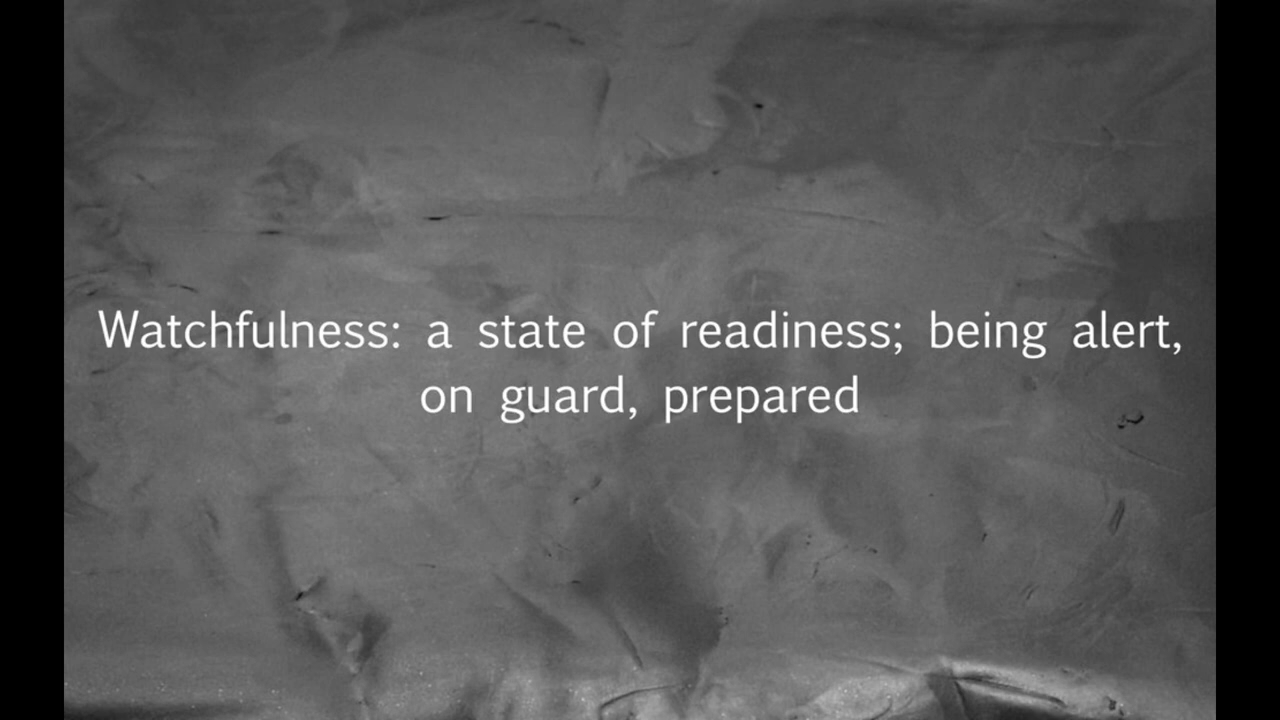 Watchfulness: a state of readiness; being alert,
on guard, prepared